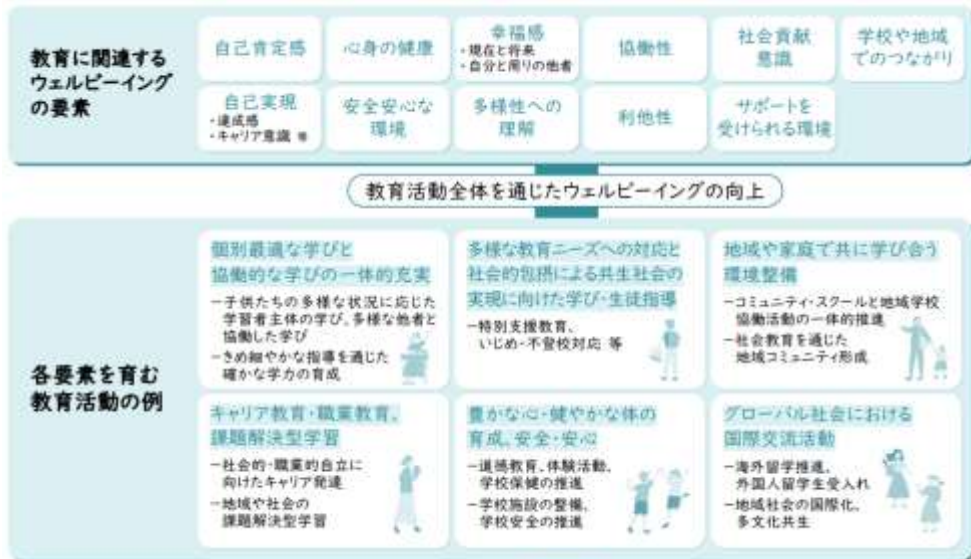 教育に関連する
ウェルビーイング
の要素
自己肯定感
心身の健康
幸福感
・現在と将来
・自分と周りの他者
協働性
社会貢献
意識
学校や地域
でのつながり
自己実現
・達成感
・キャリア意識 等
安全安心な
環境
多様性への
理解
利他性
サポートを
受けられる環境
教育活動全体を通じたウェルビーイングの向上
各要素を育む
教育活動の例
個別最適な学びと
協働的な学びの一体的充実
－子供たちの多様な状況に応じた
学習者主体の学び、多様な他者と
協働した学び
－きめ細やかな指導を通じた
確かな学力の育成
多様な教育ニーズへの対応と
社会的包摂による共生社会の
実現に向けた学び・生徒指導
－特別支援教育、
いじめ・不登校対応 等
地域や家庭で共に学び合う
環境整備
－コミュニティ・スクールと地域学校
協働活動の一体的推進
－社会教育を通じた
地域コミュニティ形成
キャリア教育・職業教育、
課題解決型学習
－社会的・職業的自立に
向けたキャリア発達
－地域や社会の
課題解決型学習
豊かな心・健やかな体の
育成、安全・安心
－道徳教育、体験活動、
学校保健の推進
－学校施設の整備、
学校安全の推進
グローバル社会における
国際交流活動
－海外留学推進、
外国人留学生受入れ
－地域社会の国際化、
多文化共生